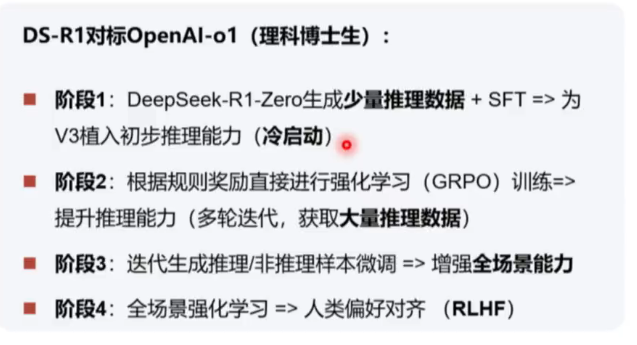 DS-R1对标OpenAI-o1（理科博士生）:
阶段1：DeepSeek-R1-Zero生成少量推理数据 + SFT => 为
V3植入初步推理能力（冷启动）
阶段2：根据规则奖励直接进行强化学习（GRPO）训练=>
提升推理能力（多轮迭代，获取大量推理数据）
阶段3：迭代生成推理/非推理样本微调 => 增强全场景能力
阶段4：全场景强化学习 => 人类偏好对齐 （RLHF）